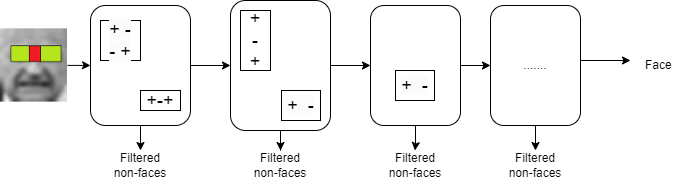 + -
- +
+-+
+
-
+
+ -
+ -
.......
Face
Filtered
non-faces
Filtered
non-faces
Filtered
non-faces
Filtered
non-faces